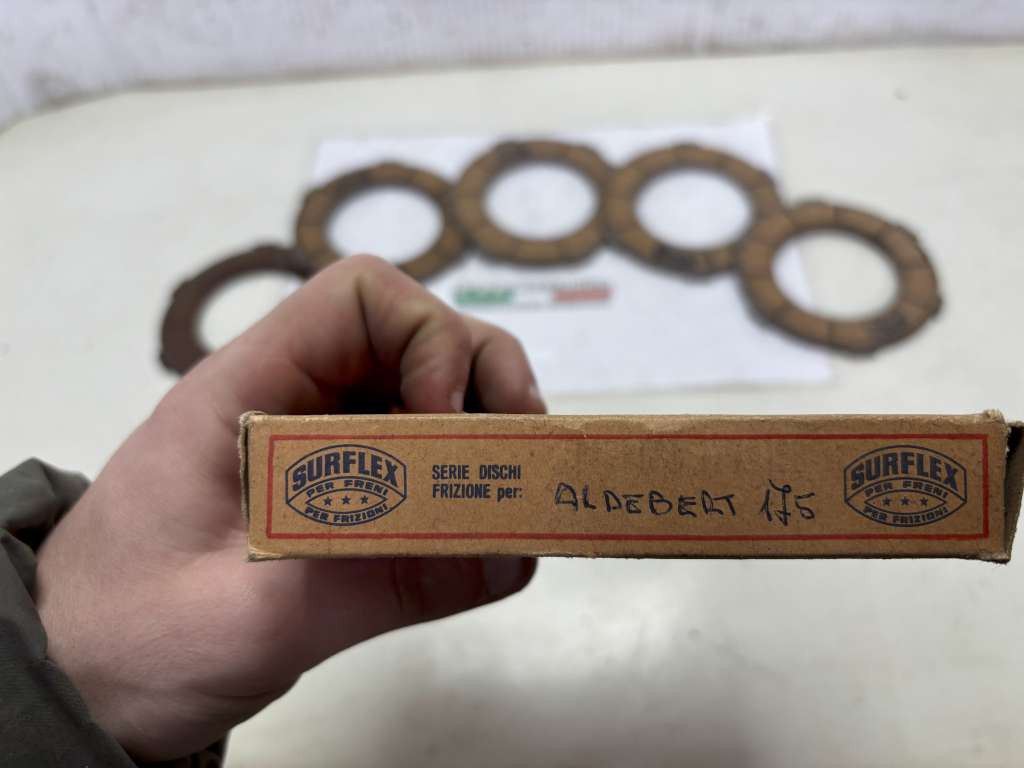 SURFLEX
PER FRENI
PER FRIZIONI
SERIE DISCHI
FRIZIONE per:
ALDEBERT 175
SURFLEX
PER FRENI
PER FRIZIONI